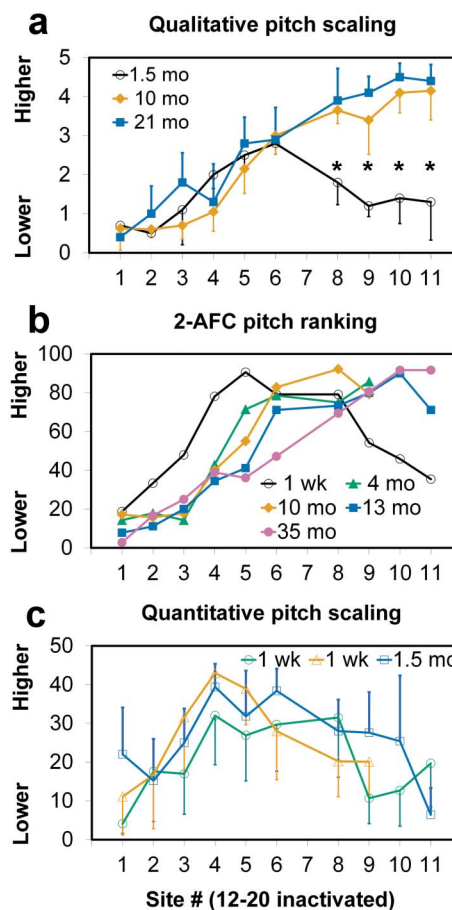 a Qualitative pitch scaling
Higher
Lower
5
4
3
2
1
0
1.5 mo
10 mo
21 mo
* * * *
1 2 3 4 5 6 7 8 9 10 11
b 2-AFC pitch ranking
Higher
Lower
100
80
60
40
20
0
1 wk 4 mo
10 mo 13 mo
35 mo
1 2 3 4 5 6 7 8 9 10 11
c Quantitative pitch scaling
Higher
Lower
50
40
30
20
10
0
1 wk 1 wk 1.5 mo
1 2 3 4 5 6 7 8 9 10 11
Site # (12-20 inactivated)